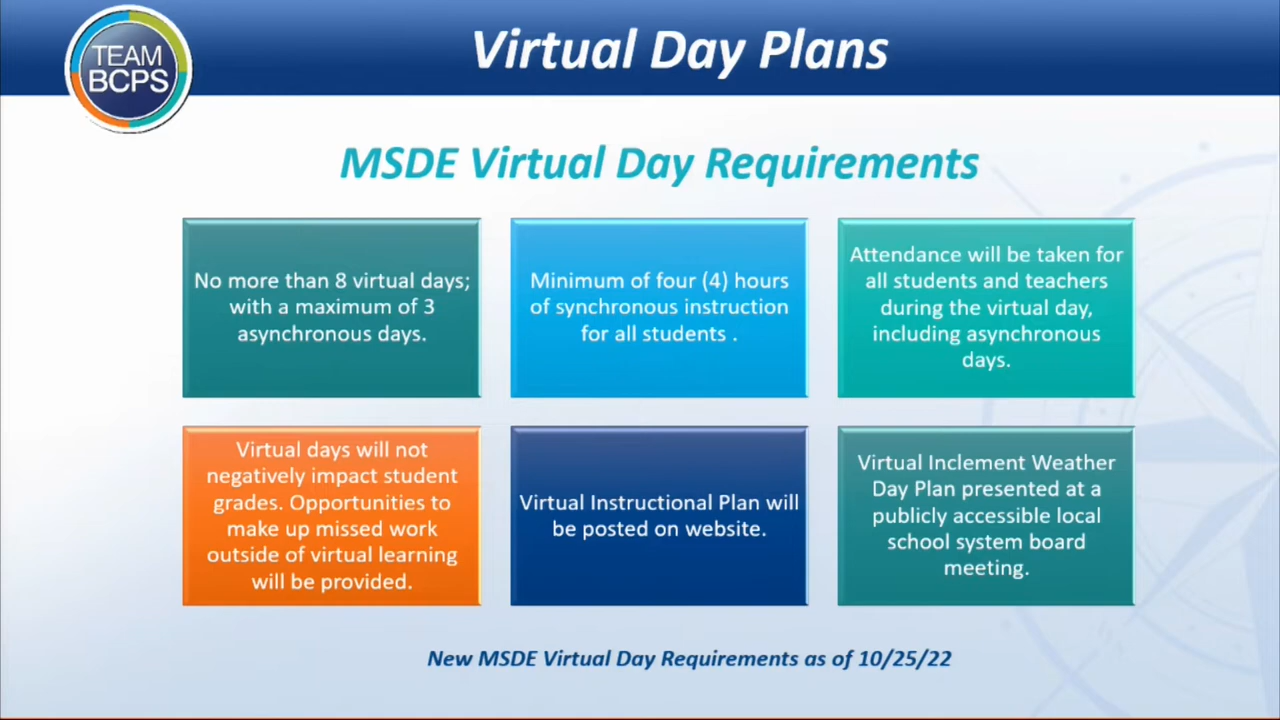 TEAM
BCPS
Virtual Day Plans
MSDE Virtual Day Requirements
No more than 8 virtual days;
with a maximum of 3
asynchronous days.
Minimum of four (4) hours
of synchronous instruction
for all students .
Attendance will be taken for
all students and teachers
during the virtual day,
including asynchronous
days.
Virtual days will not
negatively impact student
grades. Opportunities to
make up missed work
outside of virtual learning
will be provided.
Virtual Instructional Plan will
be posted on website.
Virtual Inclement Weather
Day Plan presented at a
publicly accessible local
school system board
meeting.
New MSDE Virtual Day Requirements as of 10/25/22